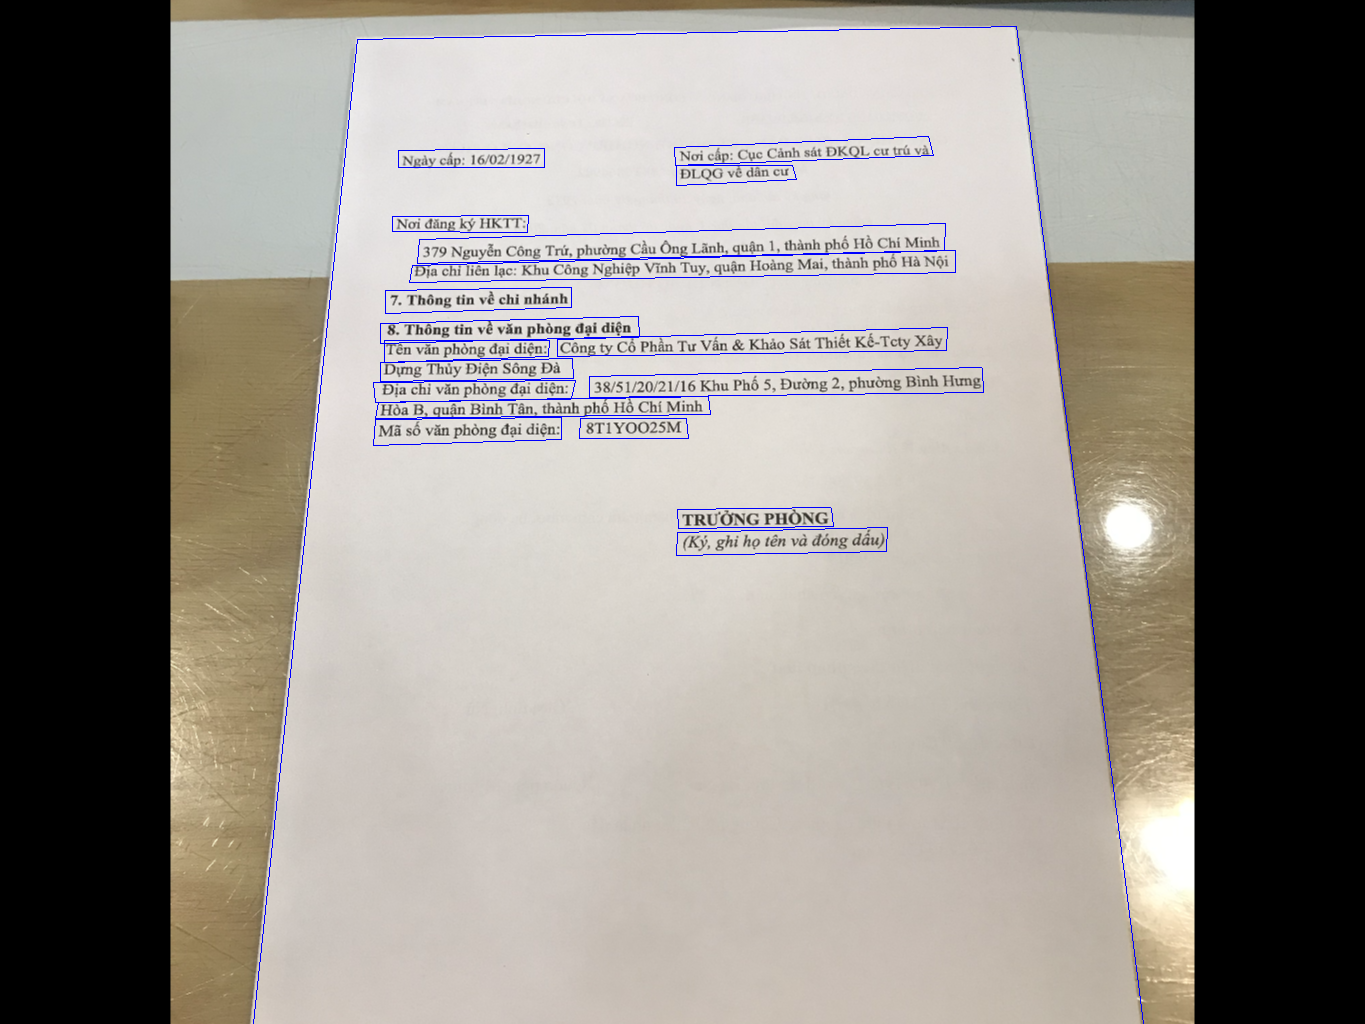 Ngày cấp: 16/02/1927 Nơi cấp: Cục Cảnh sát ĐKQL cư trú và
ĐLQG về dân cư
Nơi đăng ký HKTT:
379 Nguyễn Công Trứ, phường Cầu Ông Lãnh, quận 1, thành phố Hồ Chí Minh
Địa chỉ liên lạc: Khu Công Nghiệp Vĩnh Tuy, quận Hoàng Mai, thành phố Hà Nội
7. Thông tin về chi nhánh
8. Thông tin về văn phòng đại diện
Tên văn phòng đại diện: Công ty Cổ Phần Tư Vấn & Khảo Sát Thiết Kế-Tcty Xây
Dựng Thủy Điện Sông Đà
Địa chỉ văn phòng đại diện: 38/51/20/21/16 Khu Phố 5, Đường 2, phường Bình Hưng
Hòa B, quận Bình Tân, thành phố Hồ Chí Minh
Mã số văn phòng đại diện: 8T1YOO25M
TRƯỞNG PHÒNG
(Ký, ghi họ tên và đóng dấu)